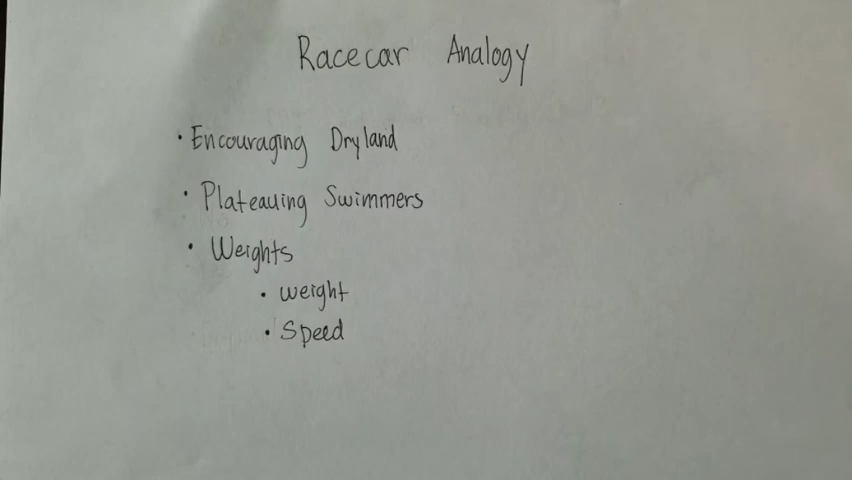 Racecar Analogy
• Encouraging Dryland
• Plateauing Swimmers
• Weights
• weight
• Speed